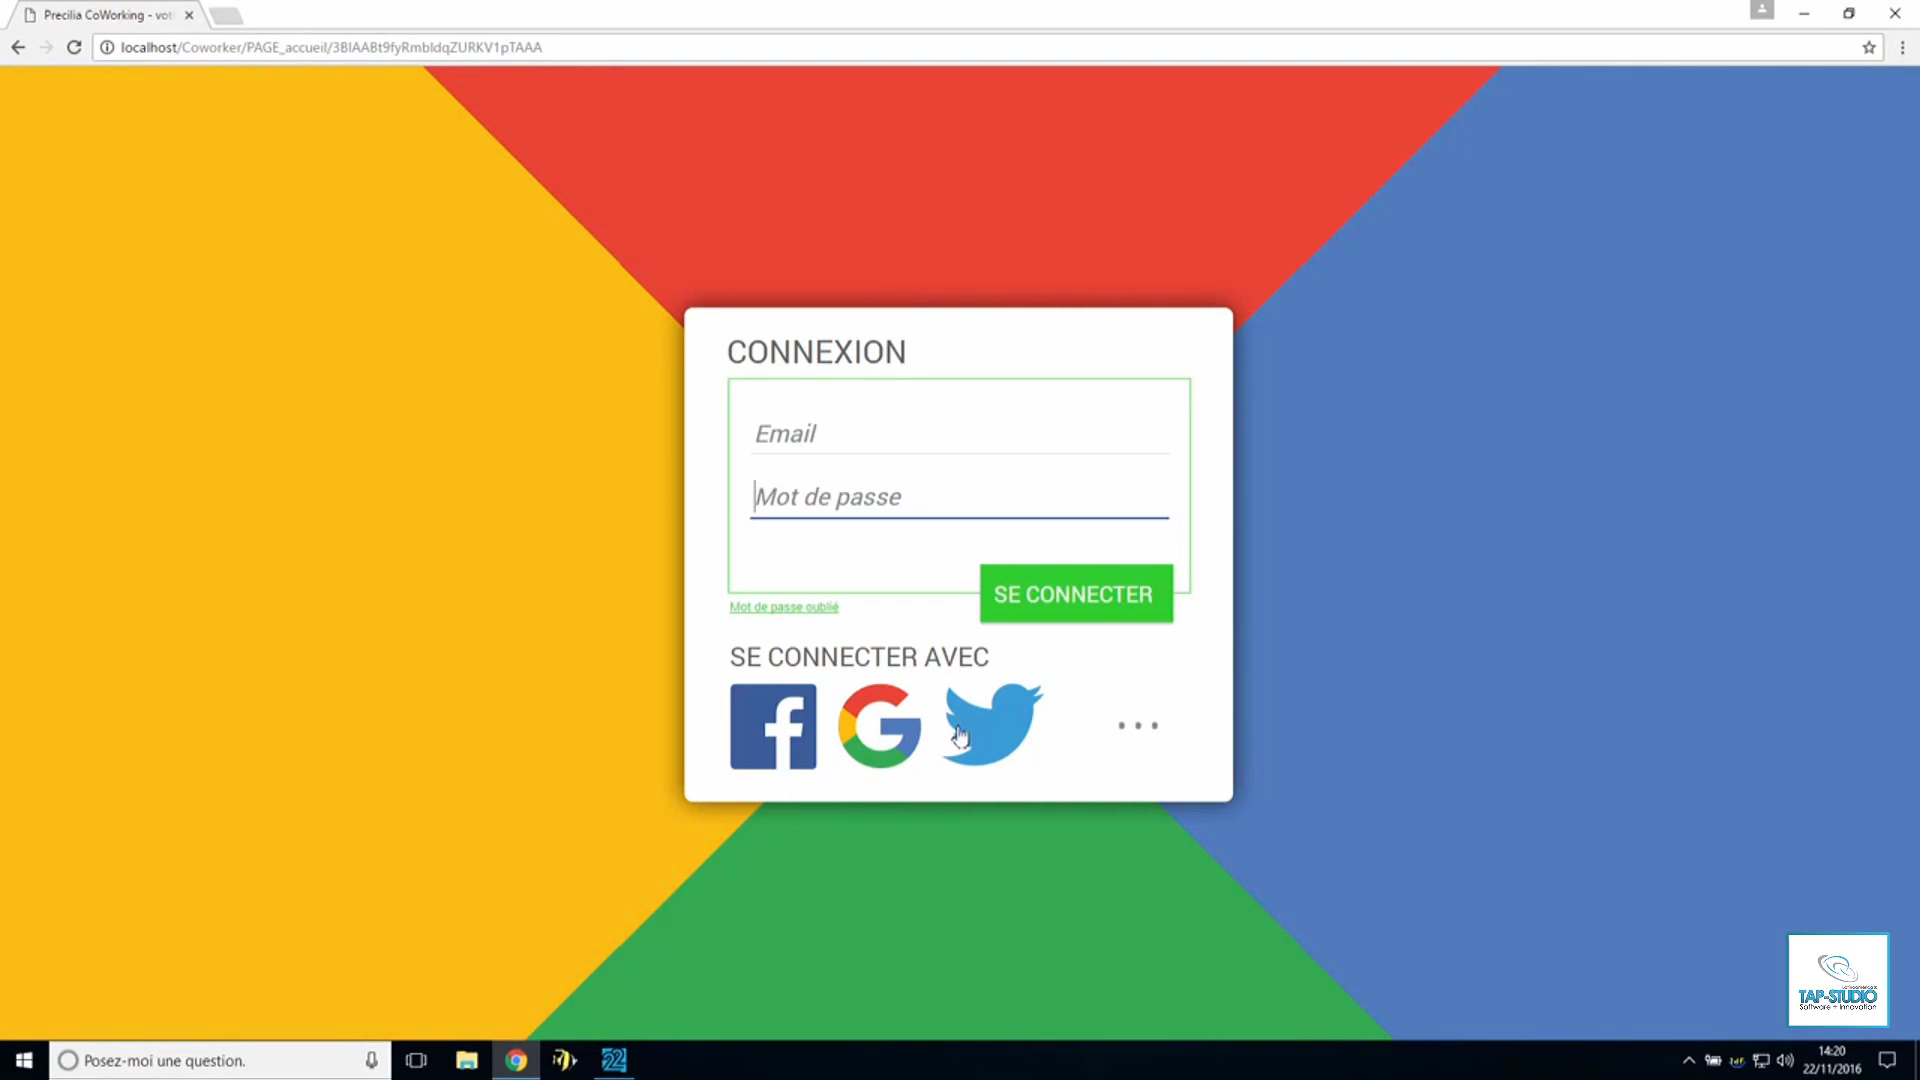 Precilia CoWorking - vot
localhost/Coworker/PAGE_accueil/3BIAABt9fyRmbldqZURKV1pTAAA
CONNEXION
Email
Mot de passe
SE CONNECTER
Mot de passe oublié
SE CONNECTER AVEC
TAP-STUDIO
Software + Innovation
Posez-moi une question.
22
14:20
22/11/2016